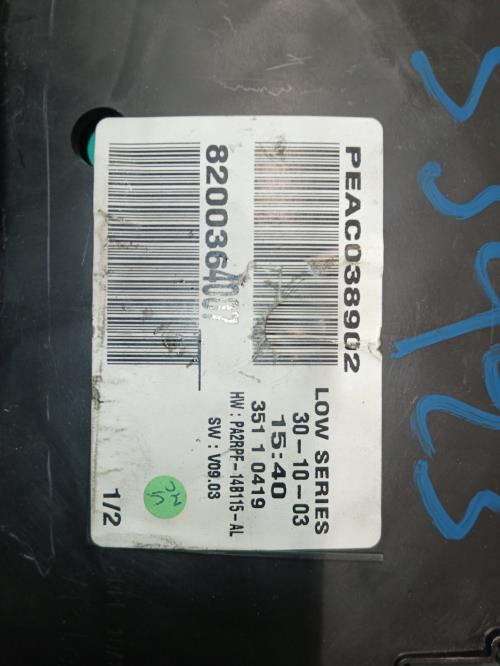 PEAC038902
8200364007
LOW SERIES
30-10-03
15:40
351 1 0419
HW : PA2RPF-14B115-AL
SW : V09.03
1/2